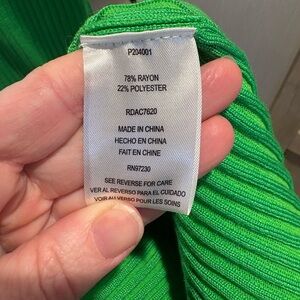 P204001
78% RAYON
22% POLYESTER
RDAC7620
MADE IN CHINA
HECHO EN CHINA
FAIT EN CHINE
RN97230
SEE REVERSE FOR CARE
VER AL REVERSO PARA EL CUIDADO
VOIR AU VERSO POUR LES SOINS